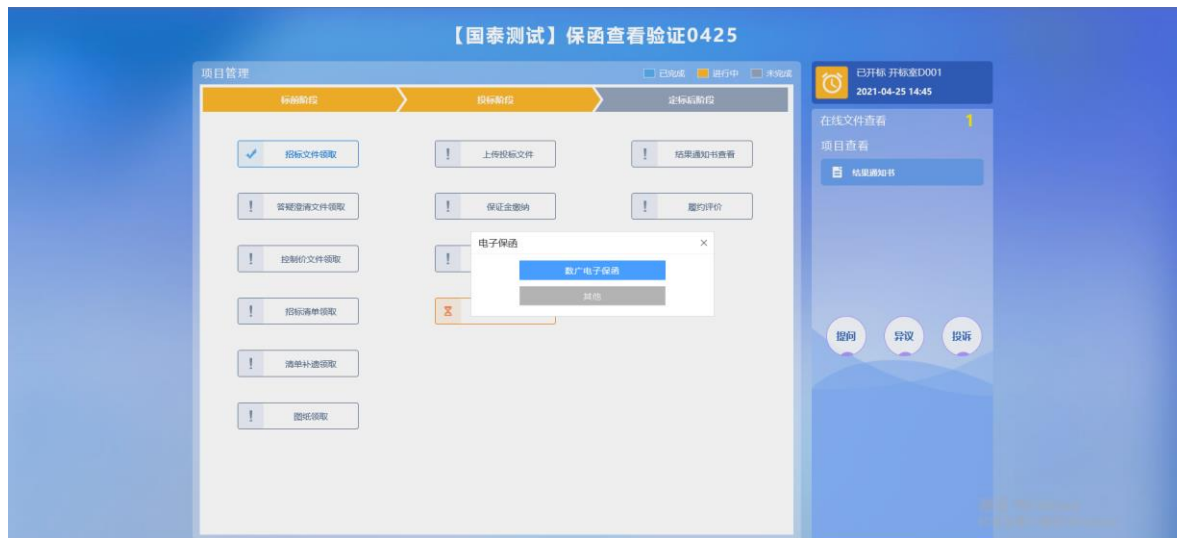 【国泰测试】保函查看验证0425
项目管理
已完成 进行中 未完成
标前阶段
投标阶段
定标后阶段
招标文件领取
上传投标文件
结果通知书查看
答疑澄清文件领取
保证金缴纳
履约评价
控制价文件领取
招标清单领取
清单补遗领取
图纸领取
电子保函
数广电子保函
其他
已开标 开标室D001
2021-04-25 14:45
在线文件查看 1
项目查看
结果通知书
提问
异议
投诉